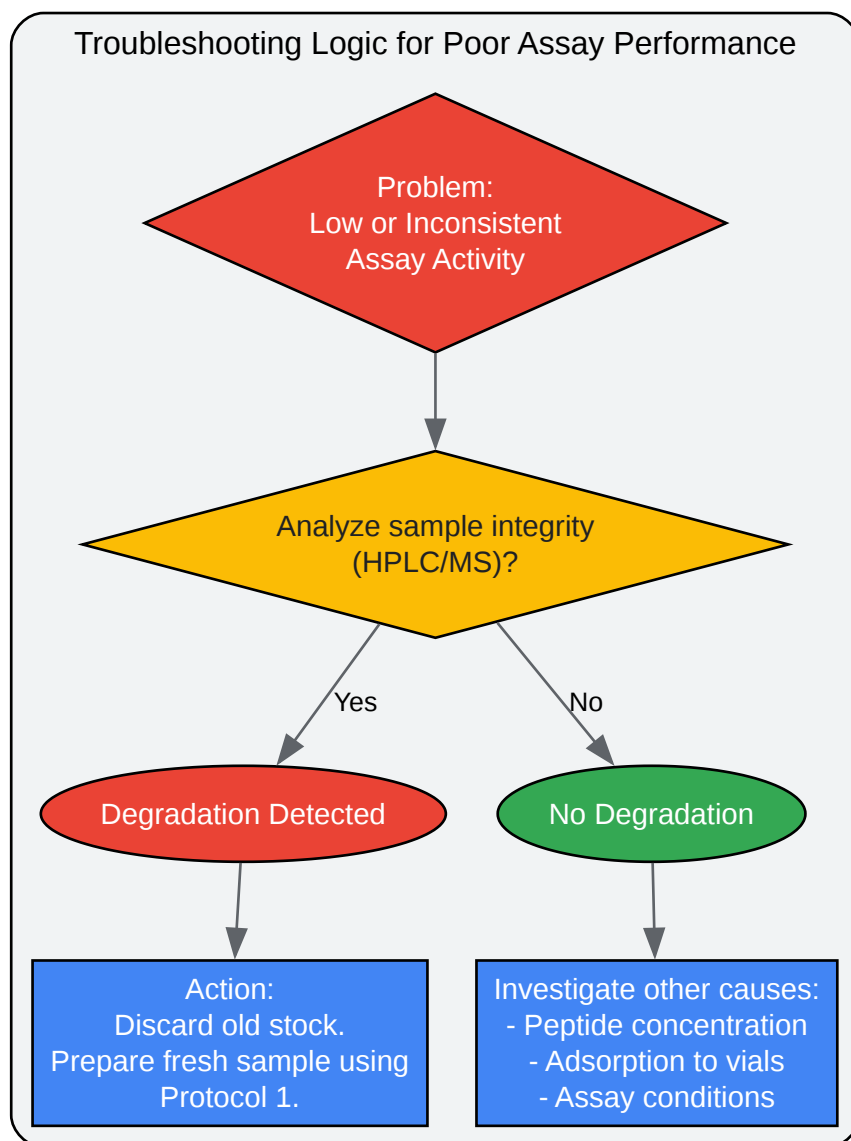 Troubleshooting Logic for Poor Assay Performance
Problem:
Low or Inconsistent
Assay Activity
Analyze sample integrity
(HPLC/MS)?
Yes
No
Degradation Detected
No Degradation
Action:
Discard old stock.
Prepare fresh sample using
Protocol 1.
Investigate other causes:
- Peptide concentration
- Adsorption to vials
- Assay conditions